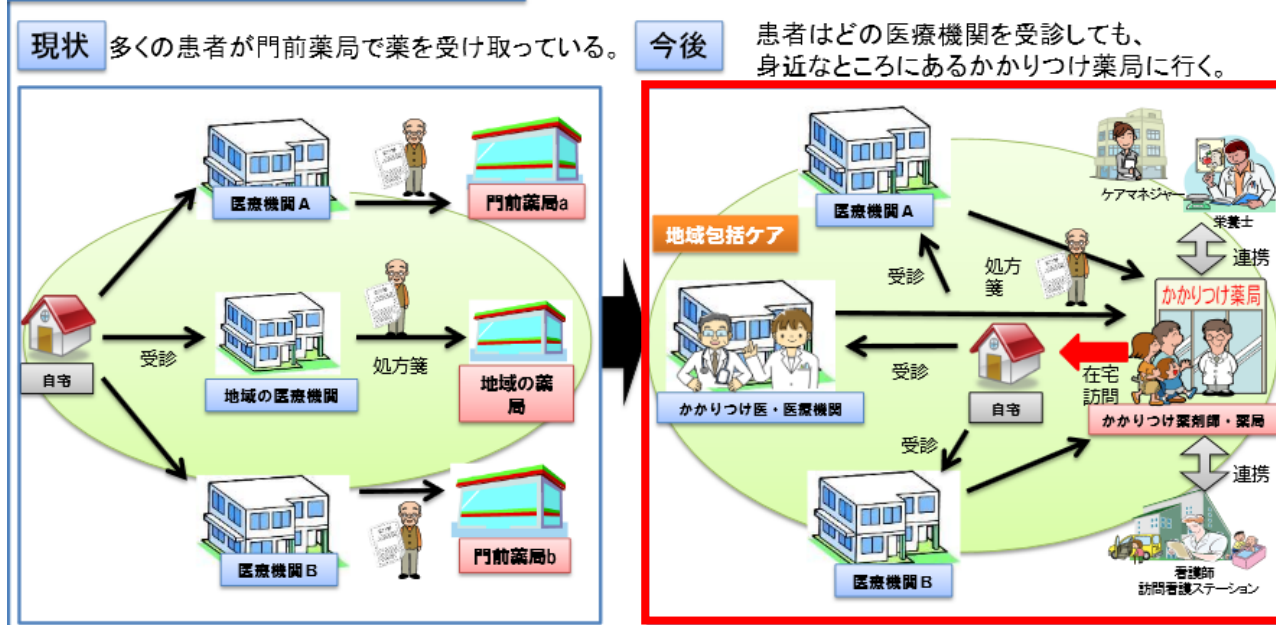 現状
多くの患者が門前薬局で薬を受け取っている。
医療機関A
門前薬局a
自宅
受診
地域の医療機関
処方箋
地域の薬
局
医療機関B
門前薬局b
今後
患者はどの医療機関を受診しても、
身近なところにあるかかりつけ薬局に行く。
医療機関A
ケアマネジャー
栄養士
地域包括ケア
受診
処方
箋
連携
かかりつけ薬局
かかりつけ医・医療機関
受診
自宅
在宅
訪問
かかりつけ薬剤師・薬局
受診
連携
医療機関B
看護師
訪問看護ステーション